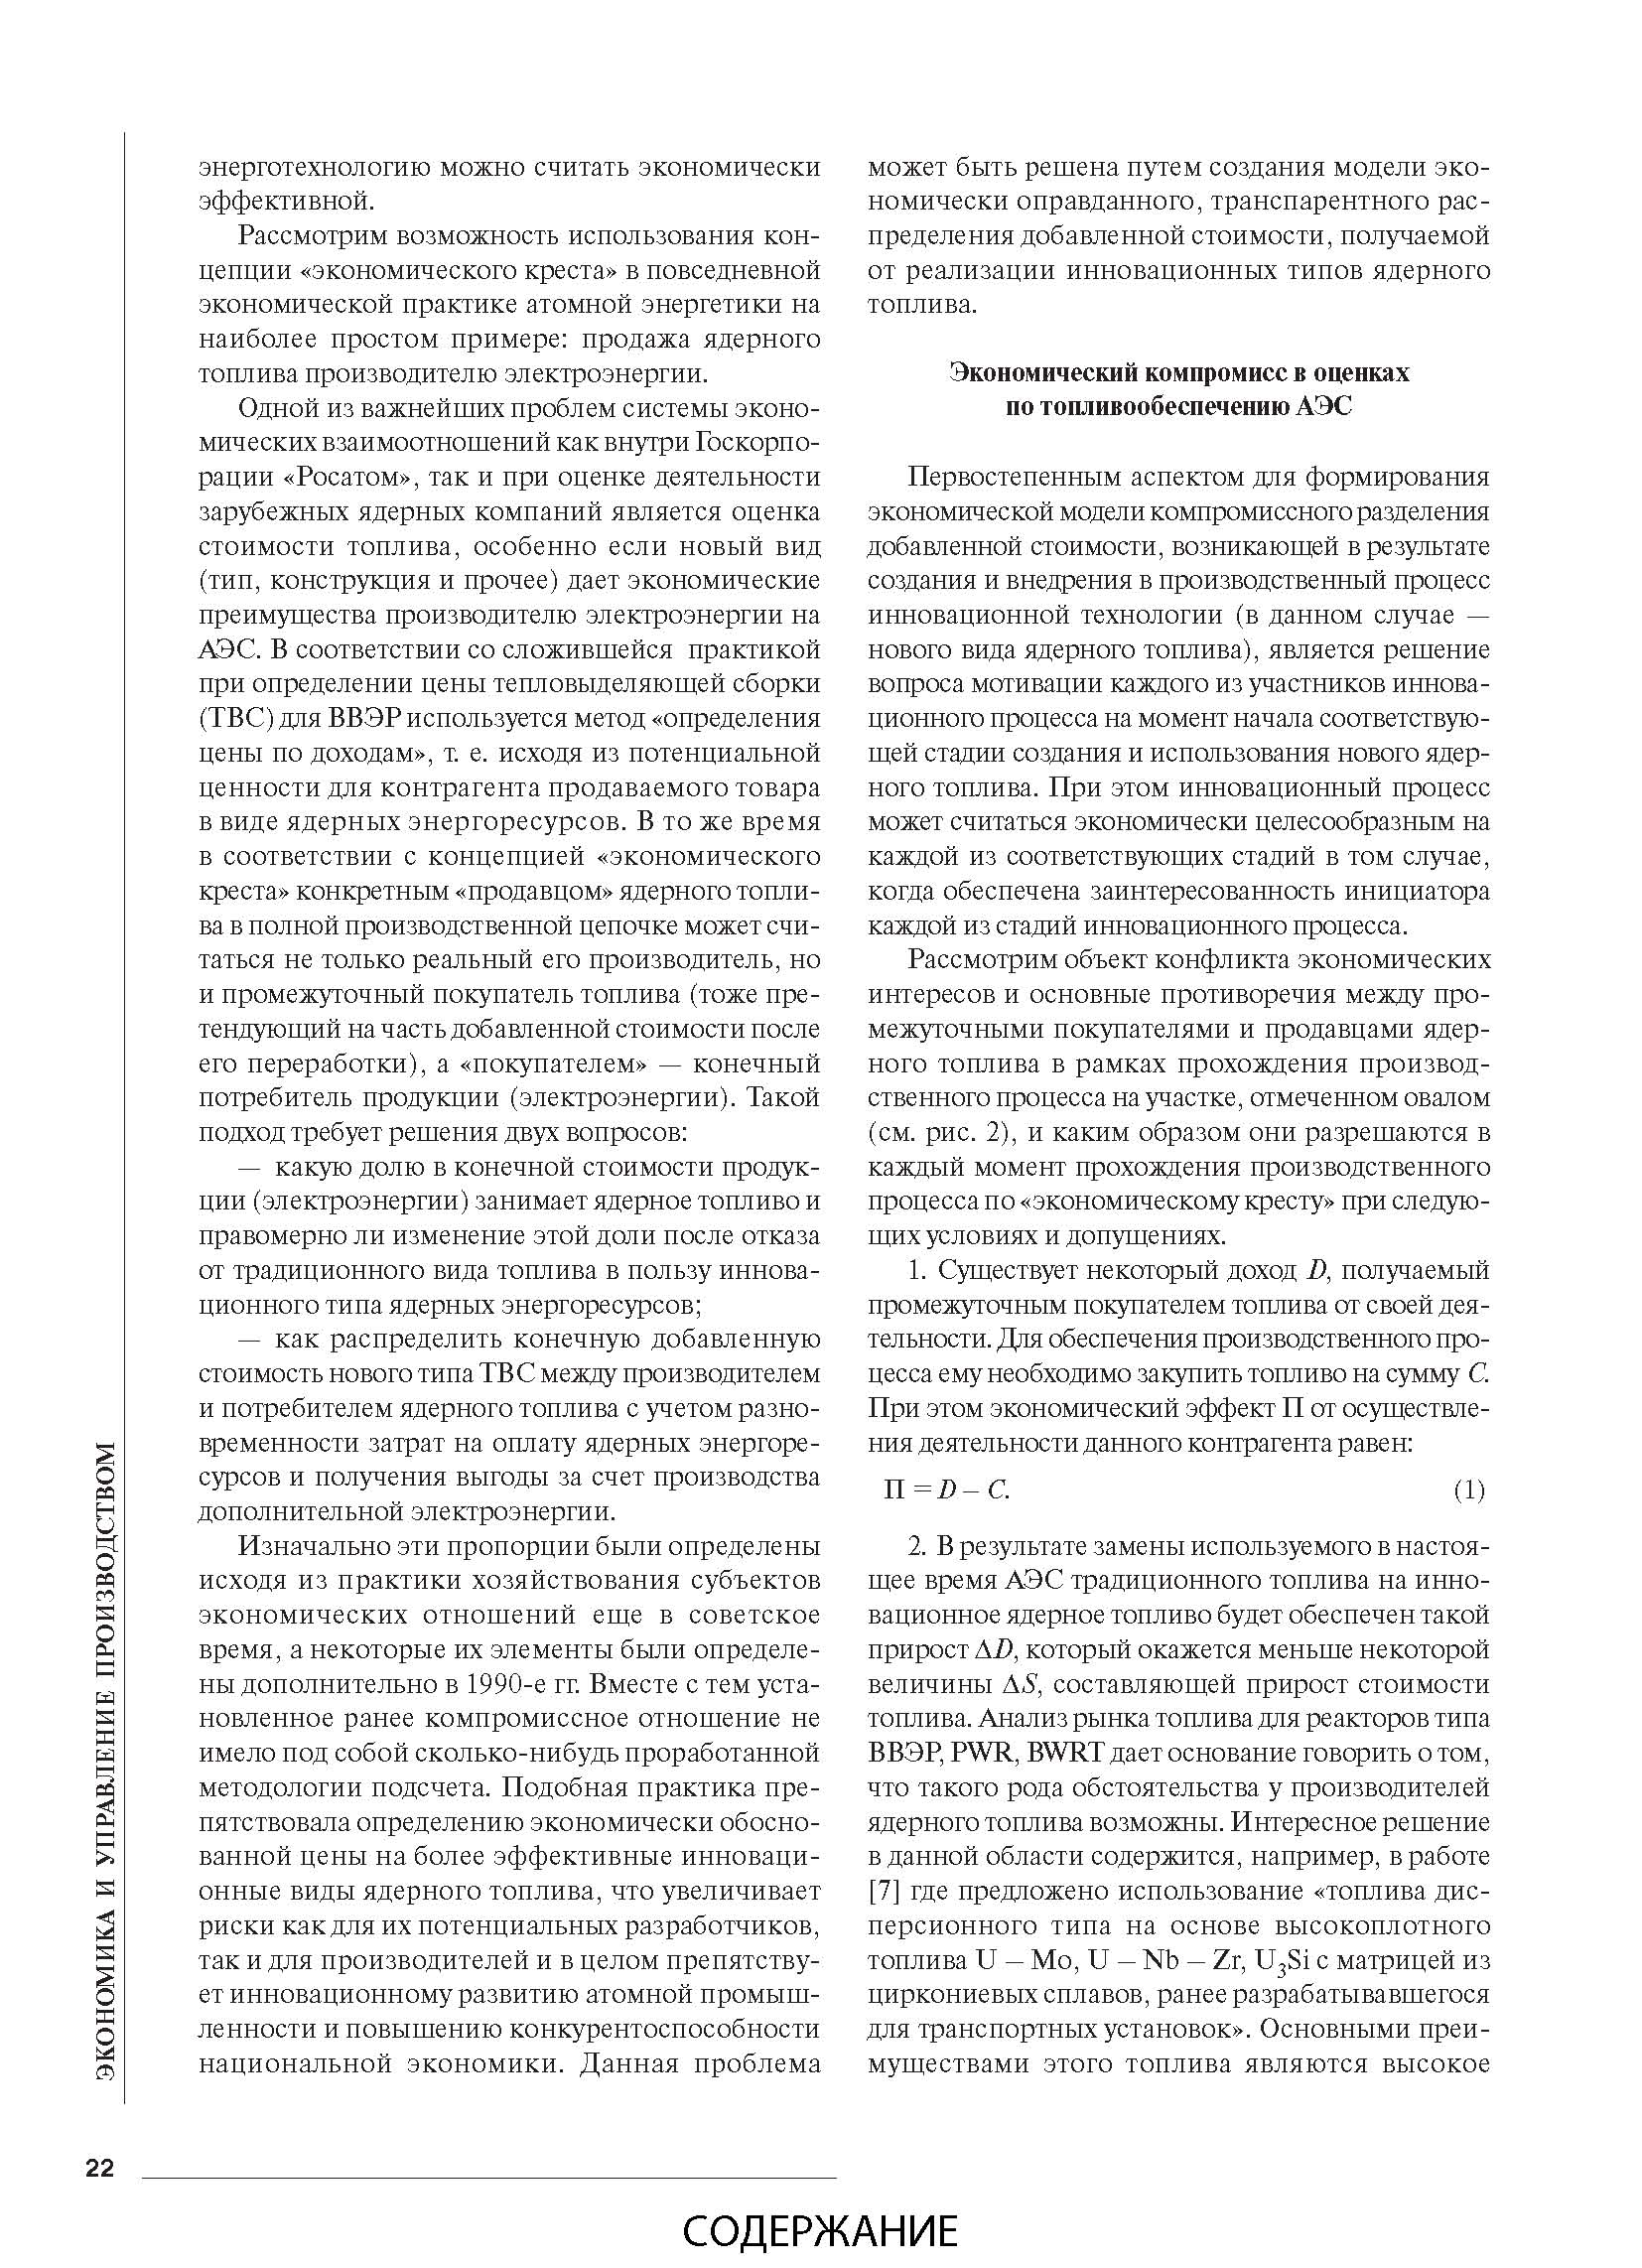 энерготехнологию можно считать экономически
эффективной.
Рассмотрим возможность использования кон-
цепции «экономического креста» в повседневной
экономической практике атомной энергетики на
наиболее простом примере: продажа ядерного
топлива производителю электроэнергии.
Одной из важнейших проблем системы эконо-
мических взаимоотношений как внутри Госкорпо-
рации «Росатом», так и при оценке деятельности
зарубежных ядерных компаний является оценка
стоимости топлива, особенно если новый вид
(тип, конструкция и прочее) дает экономические
преимущества производителю электроэнергии на
АЭС. В соответствии со сложившейся практикой
при определении цены тепловыделяющей сборки
(ТВС) для ВВЭР используется метод «определения
цены по доходам», т. е. исходя из потенциальной
ценности для контрагента продаваемого товара
в виде ядерных энергоресурсов. В то же время
в соответствии с концепцией «экономического
креста» конкретным «продавцом» ядерного топли-
ва в полной производственной цепочке может счи-
таться не только реальный его производитель, но
и промежуточный покупатель топлива (тоже пре-
тендующий на часть добавленной стоимости после
его переработки), а «покупателем» — конечный
потребитель продукции (электроэнергии). Такой
подход требует решения двух вопросов:
— какую долю в конечной стоимости продук-
ции (электроэнергии) занимает ядерное топливо и
правомерно ли изменение этой доли после отказа
от традиционного вида топлива в пользу иннова-
ционного типа ядерных энергоресурсов;
— как распределить конечную добавленную
стоимость нового типа ТВС между производителем
и потребителем ядерного топлива с учетом разно-
временности затрат на оплату ядерных энергоре-
сурсов и получения выгоды за счет производства
дополнительной электроэнергии.
Изначально эти пропорции были определены
исходя из практики хозяйствования субъектов
экономических отношений еще в советское
время, а некоторые их элементы были определе-
ны дополнительно в 1990-е гг. Вместе с тем уста-
новленное ранее компромиссное отношение не
имело под собой сколько-нибудь проработанной
методологии подсчета. Подобная практика пре-
пятствовала определению экономически обосно-
ванной цены на более эффективные инноваци-
онные виды ядерного топлива, что увеличивает
риски как для их потенциальных разработчиков,
так и для производителей и в целом препятству-
ет инновационному развитию атомной промыш-
ленности и повышению конкурентоспособности
национальной экономики. Данная проблема
может быть решена путем создания модели эко-
номически оправданного, транспарентного рас-
пределения добавленной стоимости, получаемой
от реализации инновационных типов ядерного
топлива.
Экономический компромисс в оценках
по топливообеспечению АЭС
Первостепенным аспектом для формирования
экономической модели компромиссного разделения
добавленной стоимости, возникающей в результате
создания и внедрения в производственный процесс
инновационной технологии (в данном случае —
нового вида ядерного топлива), является решение
вопроса мотивации каждого из участников иннова-
ционного процесса на момент начала соответствую-
щей стадии создания и использования нового ядер-
ного топлива. При этом инновационный процесс
может считаться экономически целесообразным на
каждой из соответствующих стадий в том случае,
когда обеспечена заинтересованность инициатора
каждой из стадий инновационного процесса.
Рассмотрим объект конфликта экономических
интересов и основные противоречия между про-
межуточными покупателями и продавцами ядер-
ного топлива в рамках прохождения производ-
ственного процесса на участке, отмеченном овалом
(см. рис. 2), и каким образом они разрешаются в
каждый момент прохождения производственного
процесса по «экономическому кресту» при следую-
щих условиях и допущениях.
1. Существует некоторый доход D, получаемый
промежуточным покупателем топлива от своей дея-
тельности. Для обеспечения производственного про-
цесса ему необходимо закупить топливо на сумму C.
При этом экономический эффект П от осуществле-
ния деятельности данного контрагента равен:
П = D – C. (1)
2. В результате замены используемого в настоя-
щее время АЭС традиционного топлива на инно-
вационное ядерное топливо будет обеспечен такой
прирост ΔD, который окажется меньше некоторой
величины ΔS, составляющей прирост стоимости
топлива. Анализ рынка топлива для реакторов типа
ВВЭР, PWR, BWRT дает основание говорить о том,
что такого рода обстоятельства у производителей
ядерного топлива возможны. Интересное решение
в данной области содержится, например, в работе
[7] где предложено использование «топлива дис-
персионного типа на основе высокоплотного
топлива U – Mo, U – Nb – Zr, U₃Si с матрицей из
циркониевых сплавов, ранее разрабатывавшегося
для транспортных установок». Основными преи-
муществами этого топлива являются высокое
ЭКОНОМИКА И УПРАВЛЕНИЕ ПРОИЗВОДСТВОМ
22
СОДЕРЖАНИЕ